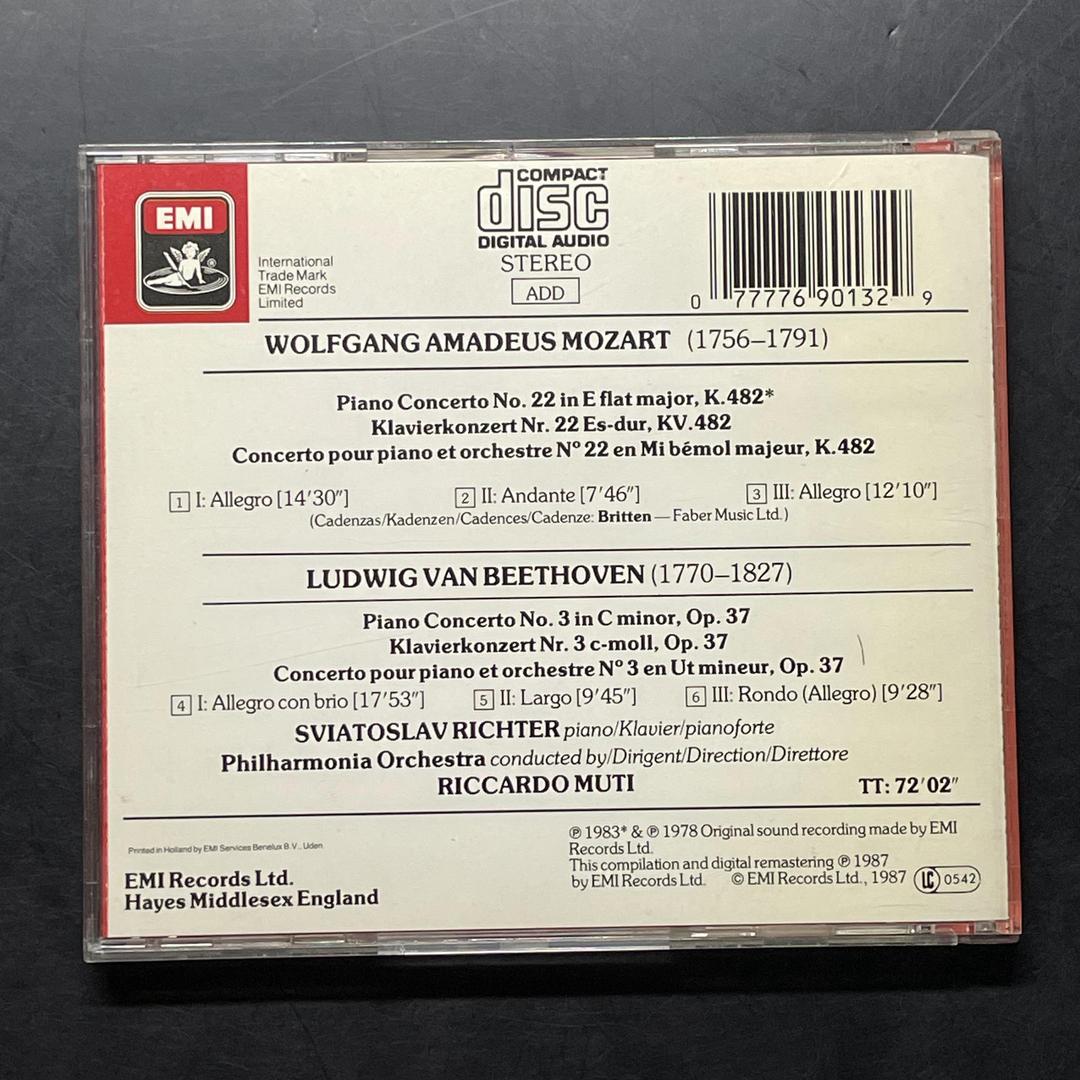 EMI
International
Trade Mark
EMI Records
Limited
COMPACT
disc
DIGITAL AUDIO
STEREO
ADD
0 77776 90132 9
WOLFGANG AMADEUS MOZART (1756–1791)
Piano Concerto No. 22 in E flat major, K.482*
Klavierkonzert Nr. 22 Es-dur, KV.482
Concerto pour piano et orchestre Nº 22 en Mi bémol majeur, K.482
1 I: Allegro [14′30″] 2 II: Andante [7′46″] 3 III: Allegro [12′10″]
(Cadenzas/Kadenzen/Cadences/Cadenze: Britten — Faber Music Ltd.)
LUDWIG VAN BEETHOVEN (1770–1827)
Piano Concerto No. 3 in C minor, Op. 37
Klavierkonzert Nr. 3 c-moll, Op. 37
Concerto pour piano et orchestre Nº 3 en Ut mineur, Op. 37
4 I: Allegro con brio [17′53″] 5 II: Largo [9′45″] 6 III: Rondo (Allegro) [9′28″]
SVIATOSLAV RICHTER piano/Klavier/pianoforte
Philharmonia Orchestra conducted by/Dirigent/Direction/Direttore
RICCARDO MUTI TT: 72′02″
℗ 1983* & ℗ 1978 Original sound recording made by EMI
Records Ltd.
This compilation and digital remastering ℗ 1987
by EMI Records Ltd. © EMI Records Ltd., 1987 LC 0542
Printed in Holland by EMI Services Benelux B.V., Uden.
EMI Records Ltd.
Hayes Middlesex England